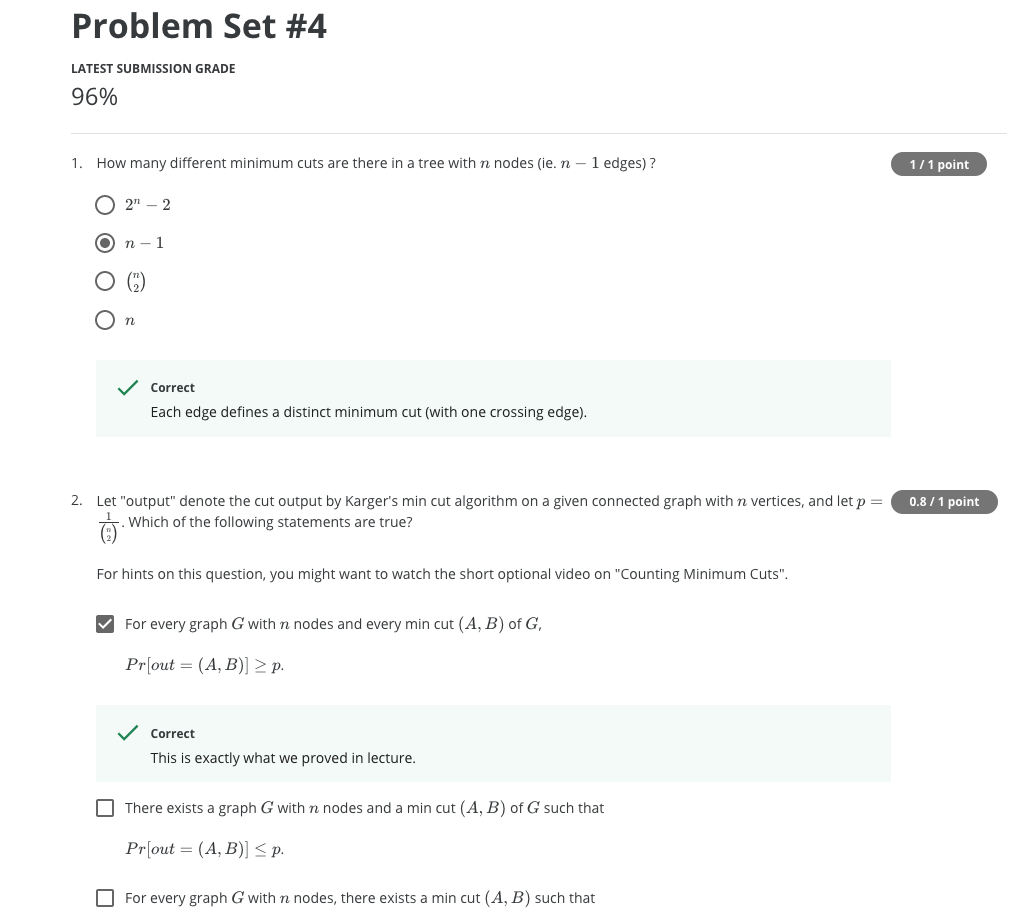 Problem Set #4
LATEST SUBMISSION GRADE
96%
1. How many different minimum cuts are there in a tree with n nodes (ie. n − 1 edges) ?
1 / 1 point
2ⁿ − 2
n − 1
(n 2)
n
Correct
Each edge defines a distinct minimum cut (with one crossing edge).
2. Let "output" denote the cut output by Karger's min cut algorithm on a given connected graph with n vertices, and let p =
0.8 / 1 point
1/(n 2). Which of the following statements are true?
For hints on this question, you might want to watch the short optional video on "Counting Minimum Cuts".
For every graph G with n nodes and every min cut (A, B) of G,
Pr[out = (A, B)] ≥ p.
Correct
This is exactly what we proved in lecture.
There exists a graph G with n nodes and a min cut (A, B) of G such that
Pr[out = (A, B)] ≤ p.
For every graph G with n nodes, there exists a min cut (A, B) such that